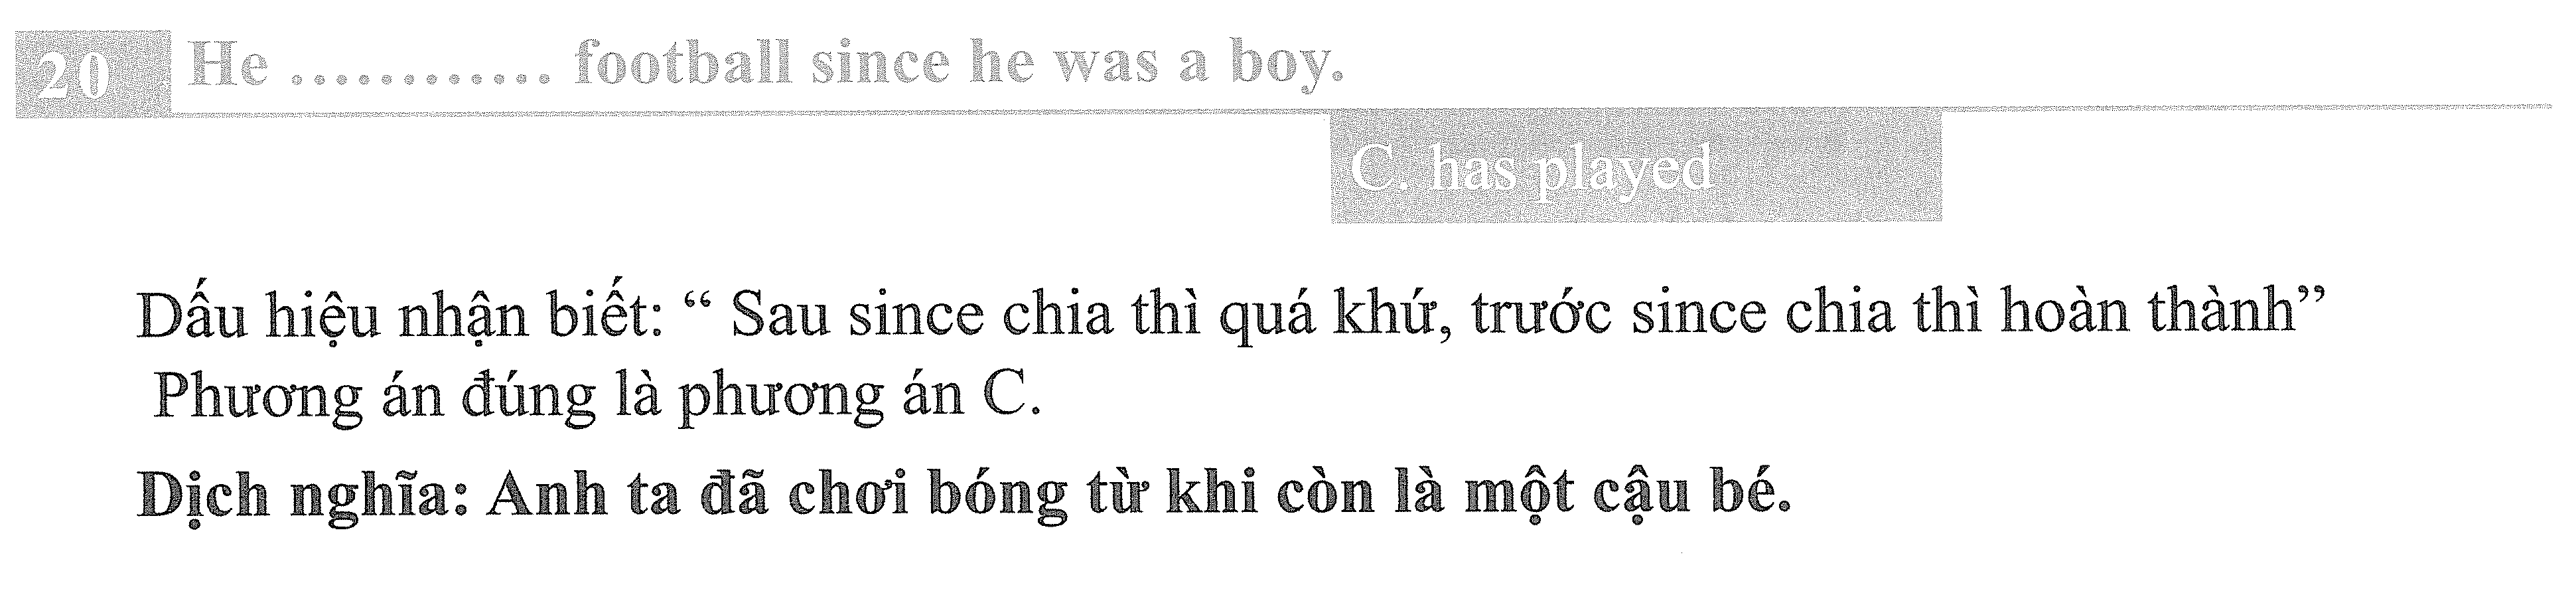 20 He ............ football since he was a boy.
C. has played
Dấu hiệu nhận biết: “ Sau since chia thì quá khứ, trước since chia thì hoàn thành”
Phương án đúng là phương án C.
Dịch nghĩa: Anh ta đã chơi bóng từ khi còn là một cậu bé.